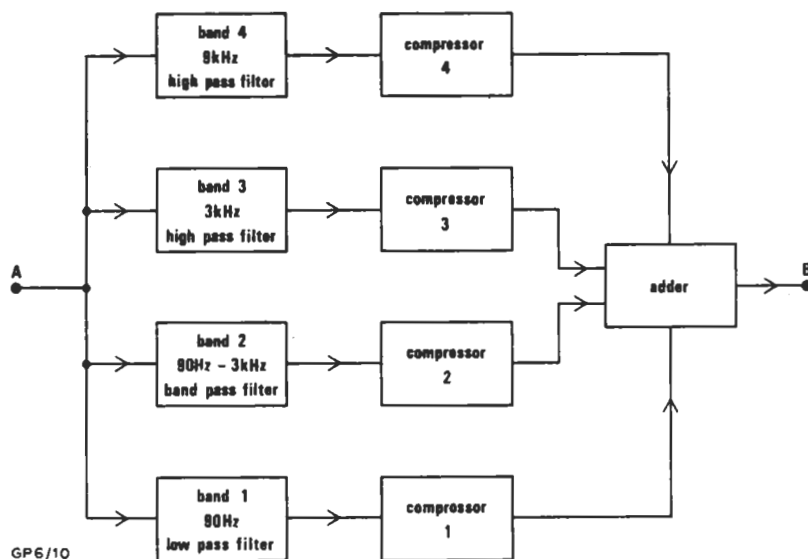 band 4
9kHz
high pass filter
compressor
4
band 3
3kHz
high pass filter
compressor
3
A
adder
B
band 2
90Hz – 3kHz
band pass filter
compressor
2
band 1
90Hz
low pass filter
compressor
1
GP6/10